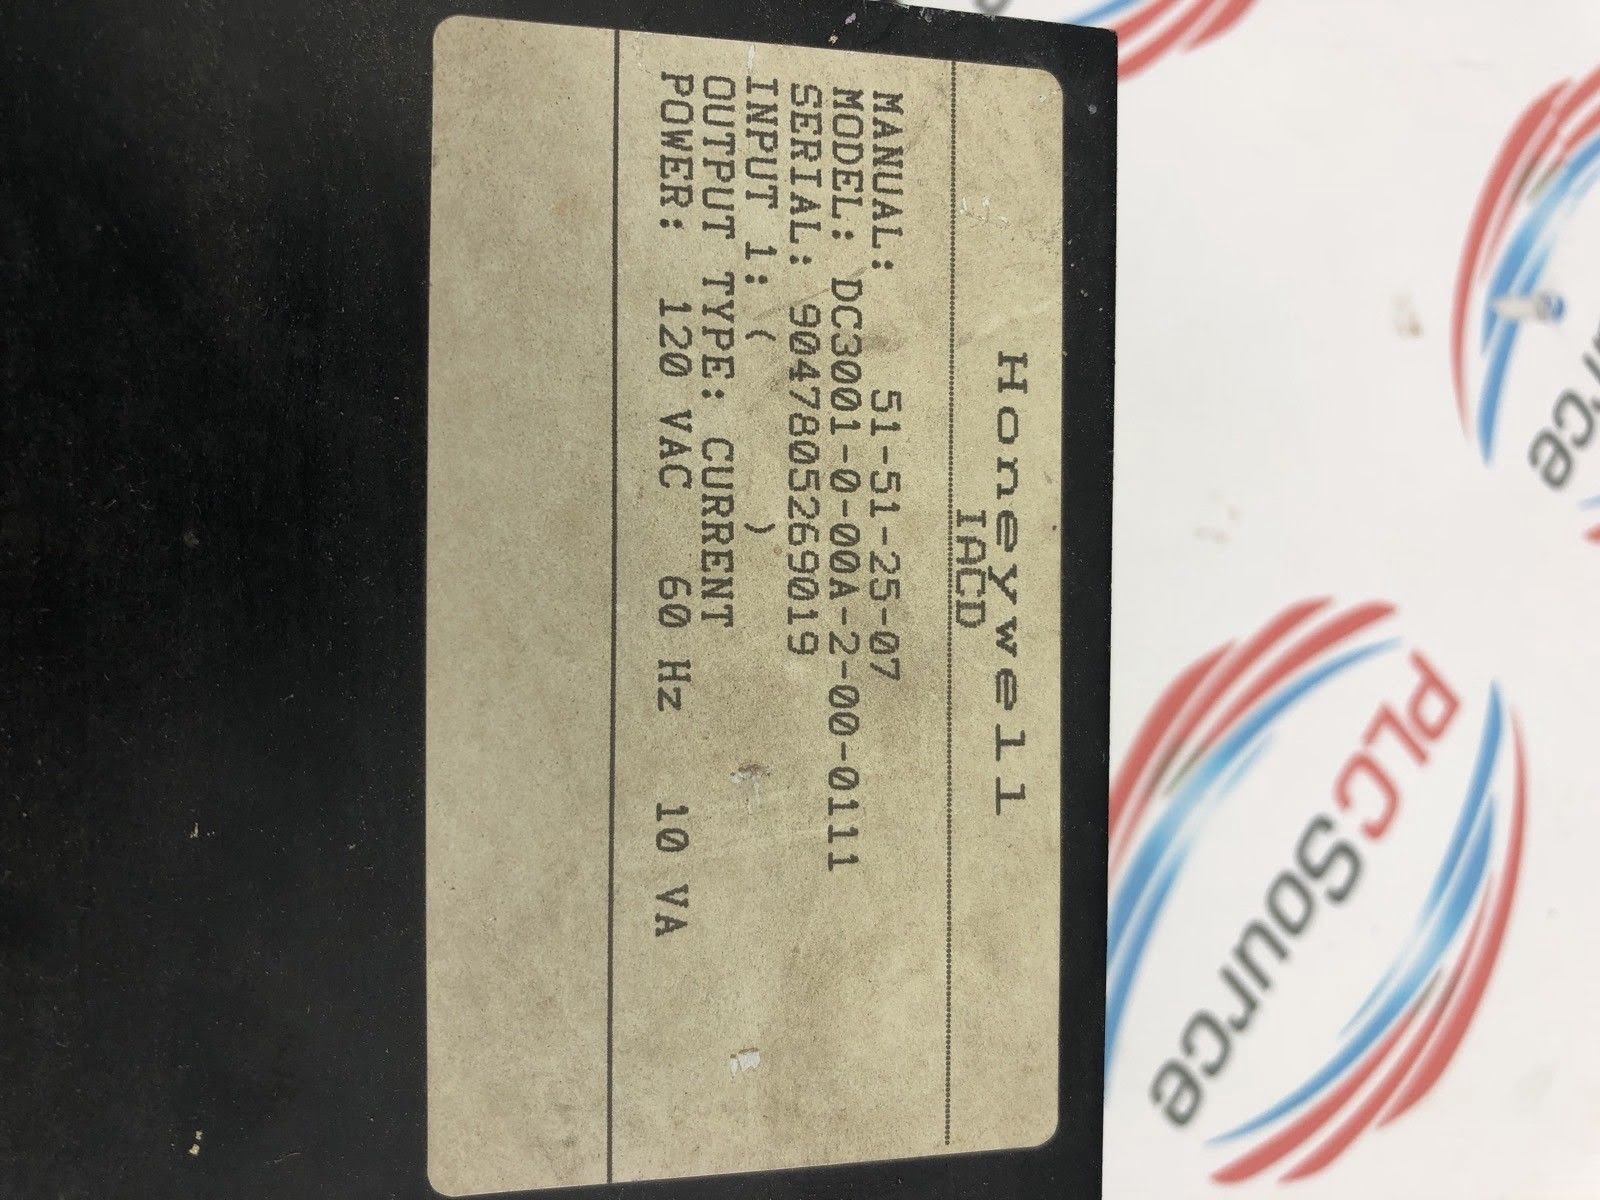 Honeywell
IACD
MANUAL: 51-51-25-07
MODEL: DC3001-0-00A-2-00-0111
SERIAL: 9047805269019
INPUT 1: ( )
OUTPUT TYPE: CURRENT
POWER: 120 VAC 60 Hz 10 VA
PLCSource
urce